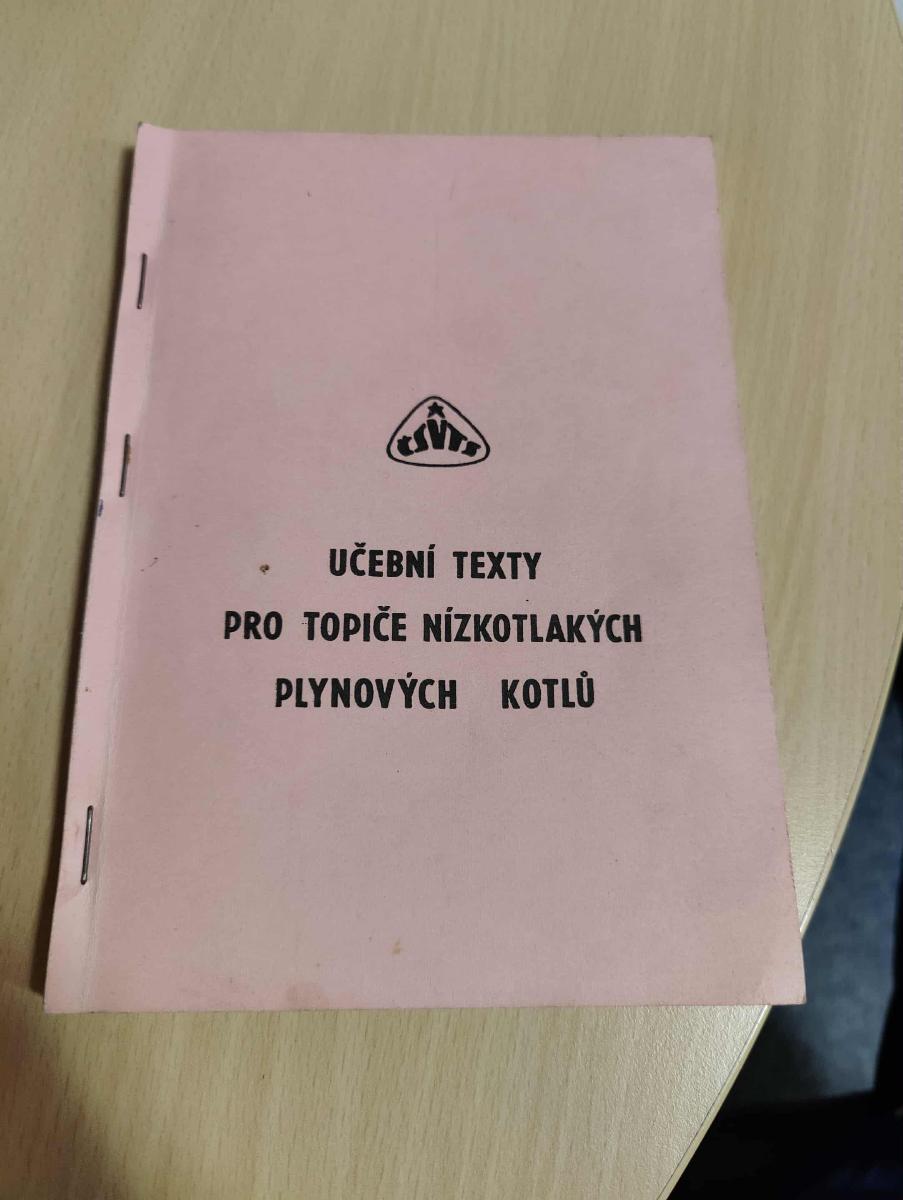 ČSVTS
UČEBNÍ TEXTY
PRO TOPIČE NÍZKOTLAKÝCH
PLYNOVÝCH KOTLŮ